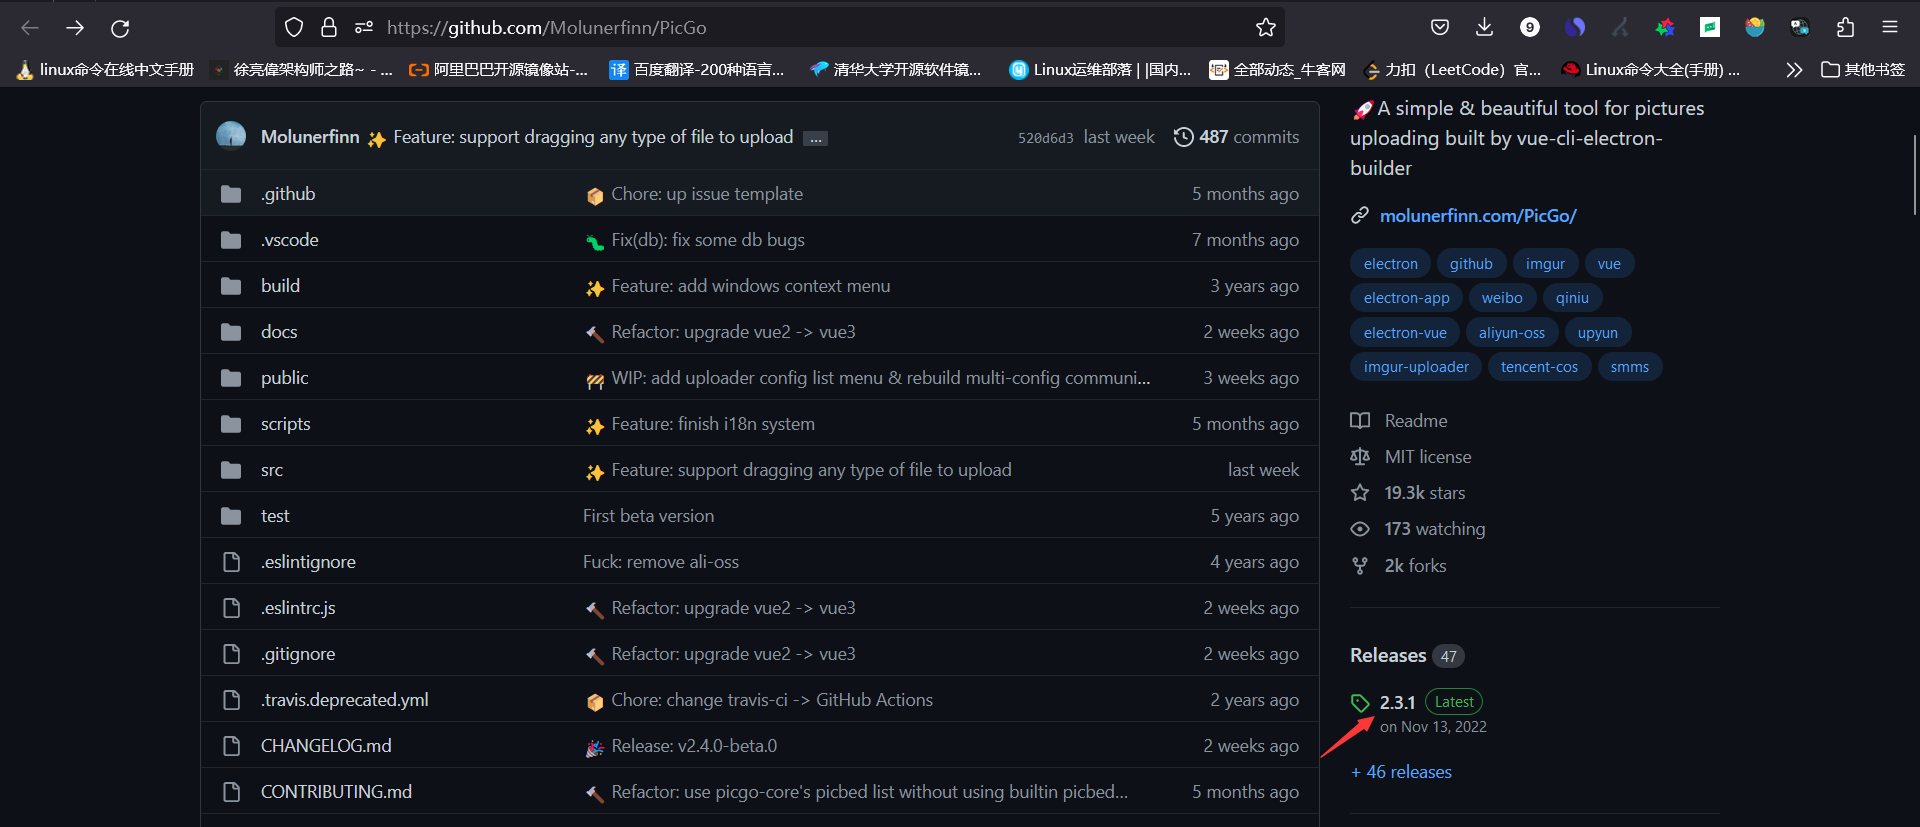 https://github.com/Molunerfinn/PicGo
9
linux命令在线中文手册
徐亮偉架构师之路~ - ...
阿里巴巴开源镜像站-...
译 百度翻译-200种语言...
清华大学开源软件镜...
Linux运维部落 | |国内...
全部动态_牛客网
力扣（LeetCode）官...
Linux命令大全(手册) ...
其他书签
Molunerfinn ✨ Feature: support dragging any type of file to upload ...
520d6d3 last week 487 commits
.github 📦 Chore: up issue template 5 months ago
.vscode 🐛 Fix(db): fix some db bugs 7 months ago
build ✨ Feature: add windows context menu 3 years ago
docs 🔨 Refactor: upgrade vue2 -> vue3 2 weeks ago
public 🚧 WIP: add uploader config list menu & rebuild multi-config communi... 3 weeks ago
scripts ✨ Feature: finish i18n system 5 months ago
src ✨ Feature: support dragging any type of file to upload last week
test First beta version 5 years ago
.eslintignore Fuck: remove ali-oss 4 years ago
.eslintrc.js 🔨 Refactor: upgrade vue2 -> vue3 2 weeks ago
.gitignore 🔨 Refactor: upgrade vue2 -> vue3 2 weeks ago
.travis.deprecated.yml 📦 Chore: change travis-ci -> GitHub Actions 2 years ago
CHANGELOG.md 🎉 Release: v2.4.0-beta.0 2 weeks ago
CONTRIBUTING.md 🔨 Refactor: use picgo-core's picbed list without using builtin picbed... 5 months ago
🚀A simple & beautiful tool for pictures
uploading built by vue-cli-electron-
builder
molunerfinn.com/PicGo/
electron github imgur vue
electron-app weibo qiniu
electron-vue aliyun-oss upyun
imgur-uploader tencent-cos smms
Readme
MIT license
19.3k stars
173 watching
2k forks
Releases 47
2.3.1 Latest
on Nov 13, 2022
+ 46 releases